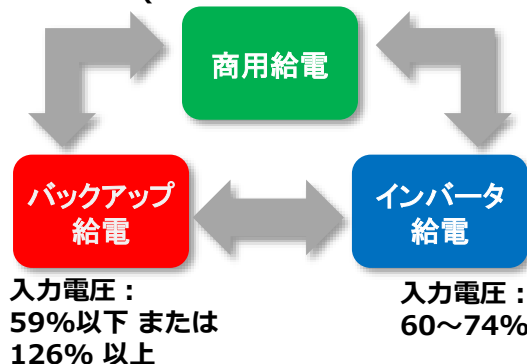 商用給電
バックアップ
給電
インバータ
給電
入力電圧：
59%以下 または
126% 以上
入力電圧：
60～74%